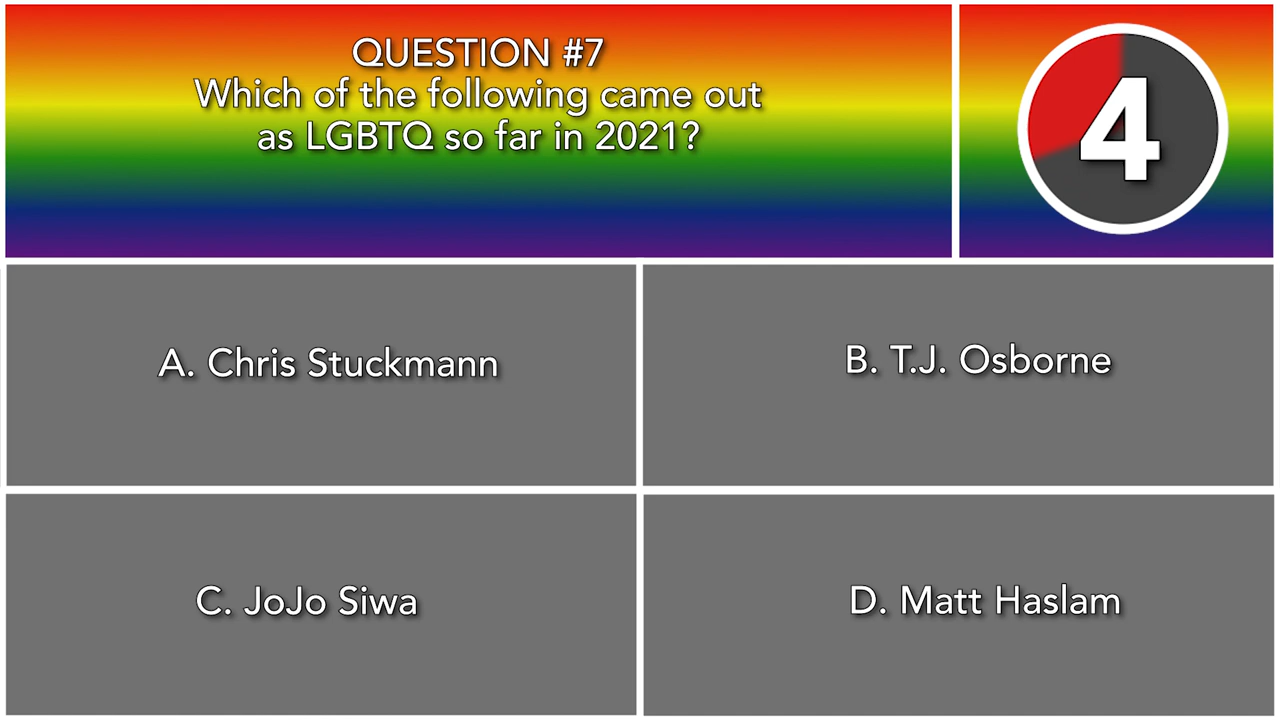 QUESTION #7
Which of the following came out
as LGBTQ so far in 2021?
4
A. Chris Stuckmann
B. T.J. Osborne
C. JoJo Siwa
D. Matt Haslam